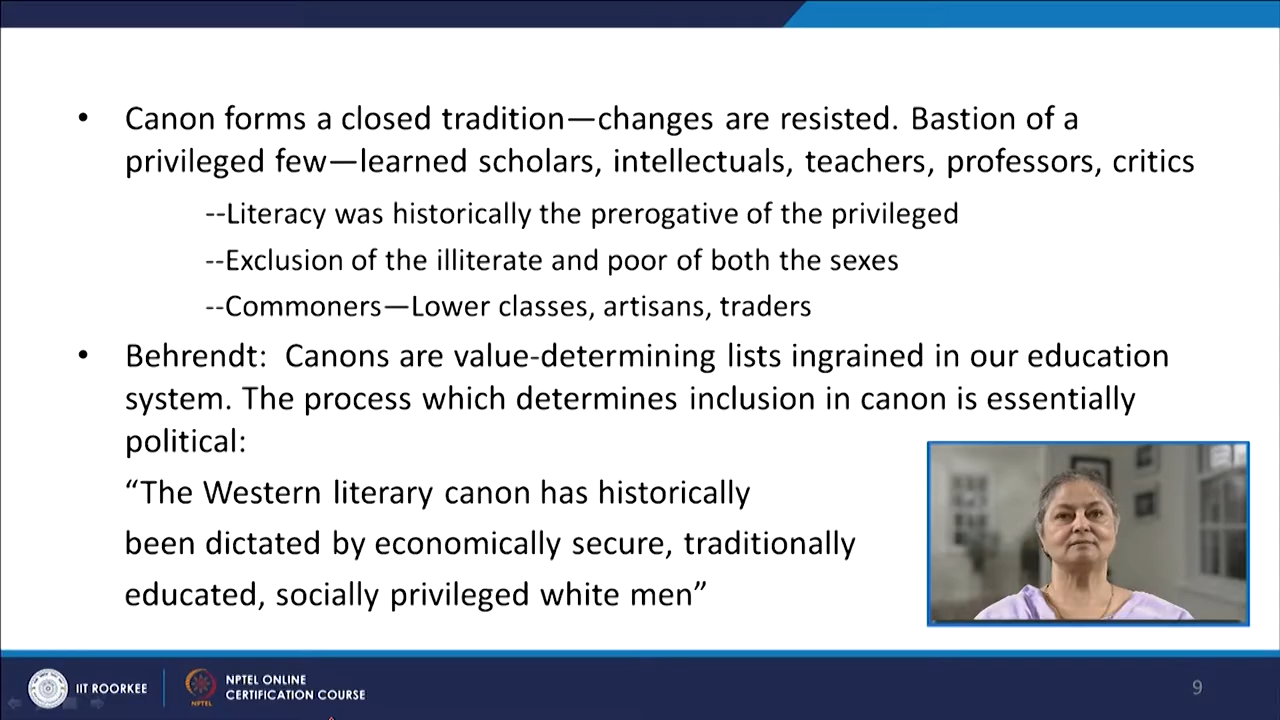 • Canon forms a closed tradition—changes are resisted. Bastion of a
privileged few—learned scholars, intellectuals, teachers, professors, critics
--Literacy was historically the prerogative of the privileged
--Exclusion of the illiterate and poor of both the sexes
--Commoners—Lower classes, artisans, traders
• Behrendt:  Canons are value-determining lists ingrained in our education
system. The process which determines inclusion in canon is essentially
political:
“The Western literary canon has historically
been dictated by economically secure, traditionally
educated, socially privileged white men”
IIT ROORKEE
NPTEL
NPTEL ONLINE
CERTIFICATION COURSE
9